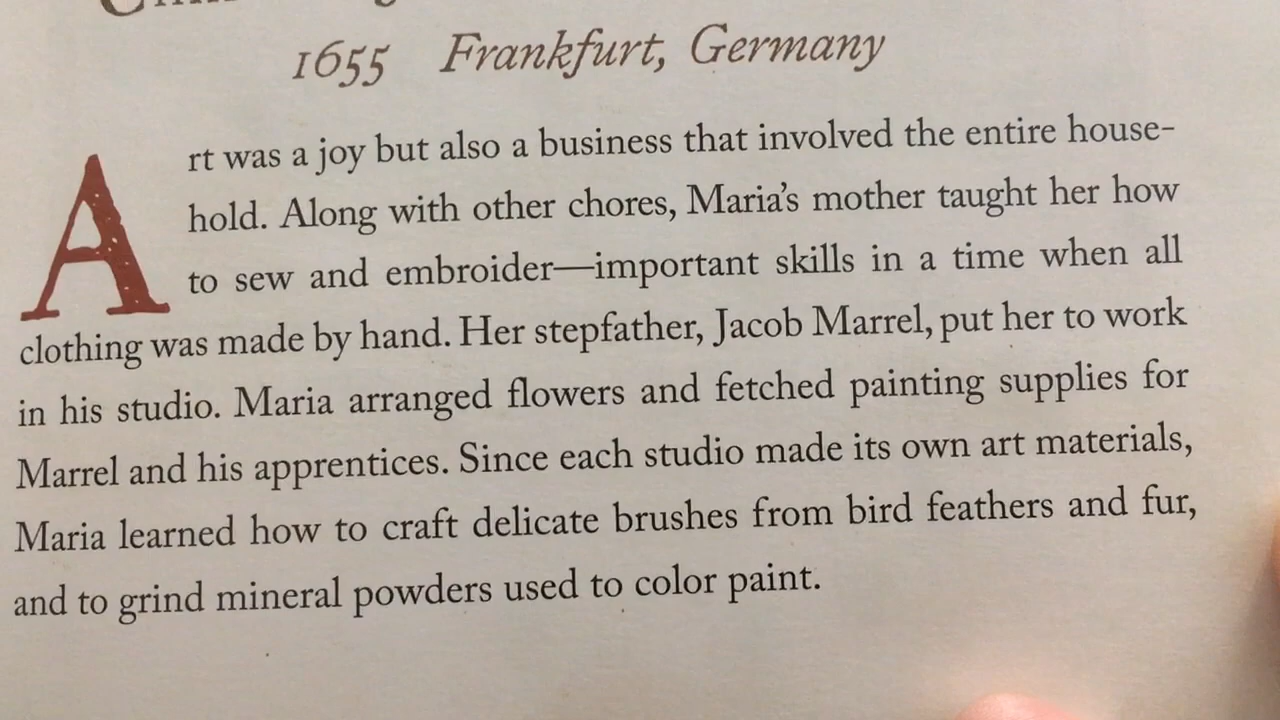 1655 Frankfurt, Germany
Art was a joy but also a business that involved the entire house-
hold. Along with other chores, Maria’s mother taught her how
to sew and embroider—important skills in a time when all
clothing was made by hand. Her stepfather, Jacob Marrel, put her to work
in his studio. Maria arranged flowers and fetched painting supplies for
Marrel and his apprentices. Since each studio made its own art materials,
Maria learned how to craft delicate brushes from bird feathers and fur,
and to grind mineral powders used to color paint.